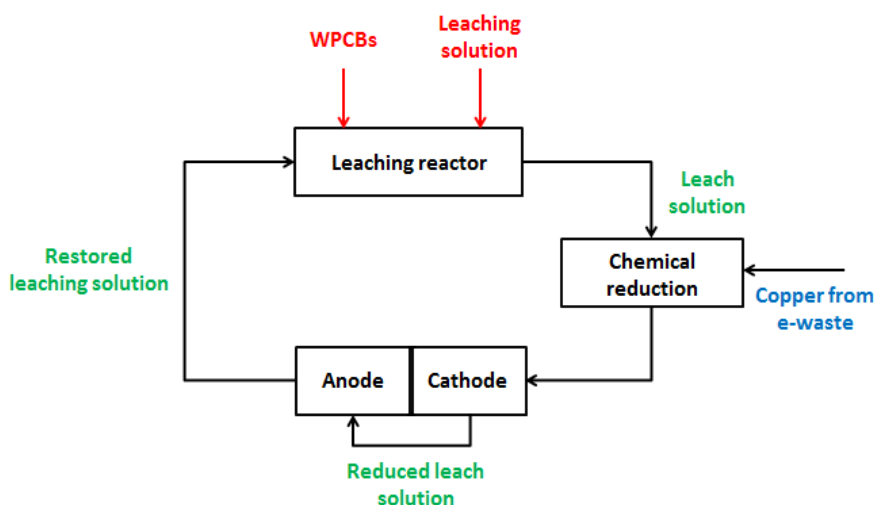 WPCBs
Leaching
solution
Leaching reactor
Leach
solution
Chemical
reduction
Copper from
e-waste
Restored
leaching solution
Anode
Cathode
Reduced leach
solution